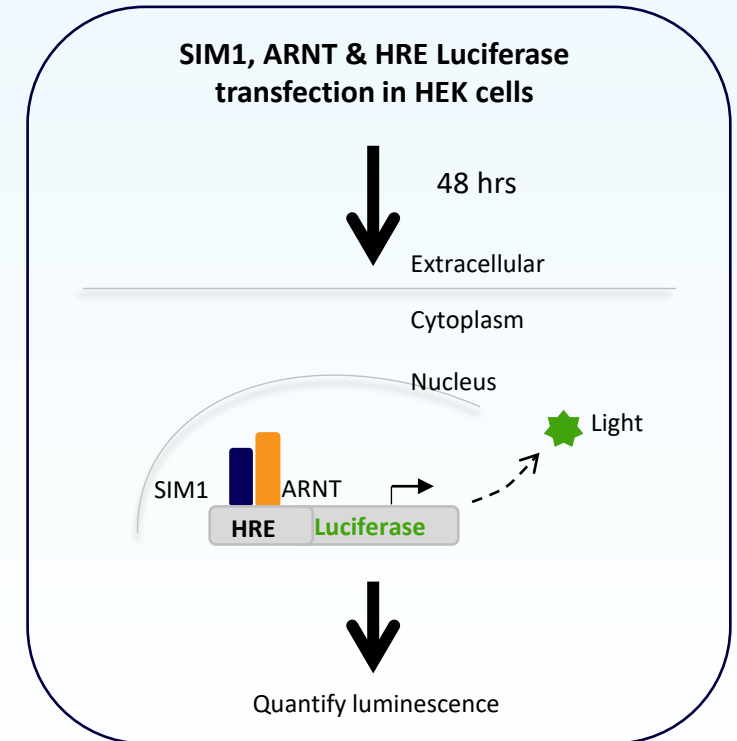 SIM1, ARNT & HRE Luciferase
transfection in HEK cells
48 hrs
Extracellular
Cytoplasm
Nucleus
Light
SIM1
ARNT
HRE
Luciferase
Quantify luminescence